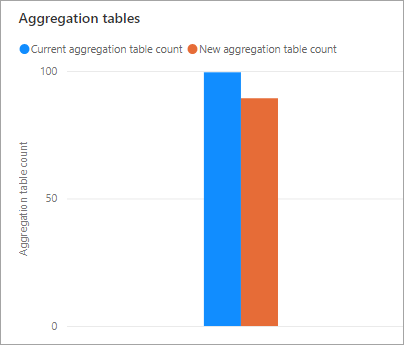 Aggregation tables
Current aggregation table count New aggregation table count
100
50
0
Aggregation table count